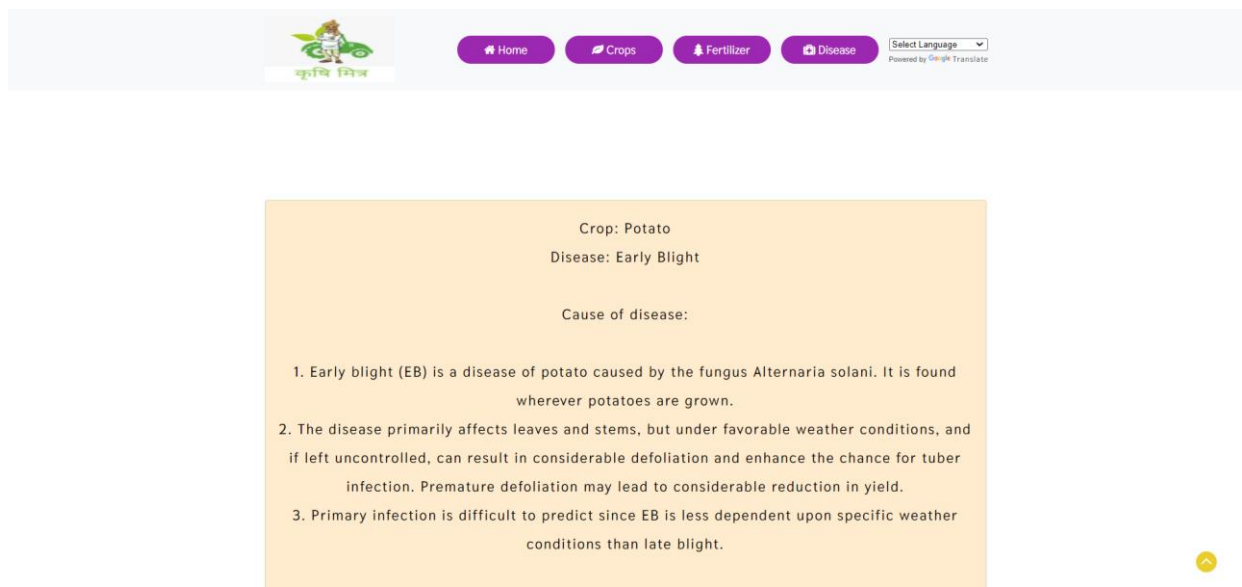 कृषि मित्र
Home
Crops
Fertilizer
Disease
Select Language
Powered by Google Translate
Crop: Potato
Disease: Early Blight
Cause of disease:
1. Early blight (EB) is a disease of potato caused by the fungus Alternaria solani. It is found
wherever potatoes are grown.
2. The disease primarily affects leaves and stems, but under favorable weather conditions, and
if left uncontrolled, can result in considerable defoliation and enhance the chance for tuber
infection. Premature defoliation may lead to considerable reduction in yield.
3. Primary infection is difficult to predict since EB is less dependent upon specific weather
conditions than late blight.